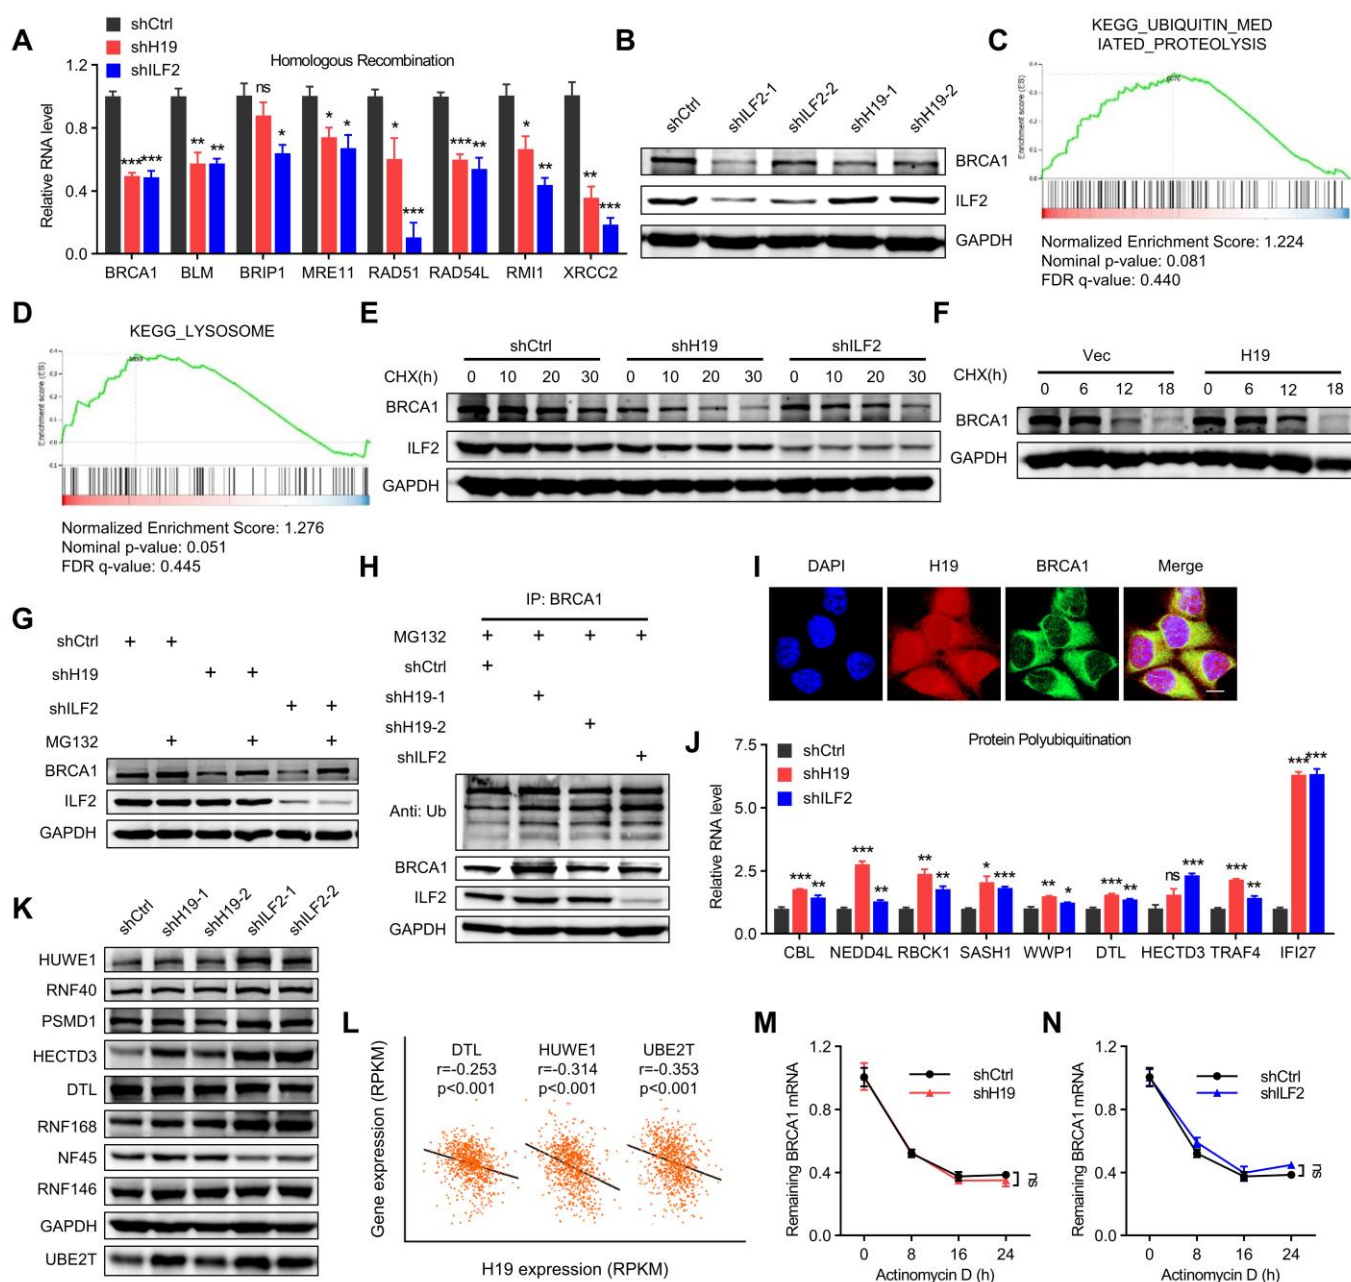 A
shCtrl
shH19
shILF2
Homologous Recombination
Relative RNA level
1.2
0.8
0.4
0.0
*** *** ** ** ns * * * * *** *** ** * ** ** ***
BRCA1 BLM BRIP1 MRE11 RAD51 RAD54L RMI1 XRCC2
B
shCtrl shILF2-1 shILF2-2 shH19-1 shH19-2
BRCA1
ILF2
GAPDH
C
KEGG_UBIQUITIN_MED
IATED_PROTEOLYSIS
Enrichment score (ES)
Normalized Enrichment Score: 1.224
Nominal p-value: 0.081
FDR q-value: 0.440
D
KEGG_LYSOSOME
Enrichment score (ES)
Normalized Enrichment Score: 1.276
Nominal p-value: 0.051
FDR q-value: 0.445
E
shCtrl shH19 shILF2
CHX(h) 0 10 20 30 0 10 20 30 0 10 20 30
BRCA1
ILF2
GAPDH
F
Vec H19
CHX(h) 0 6 12 18 0 6 12 18
BRCA1
GAPDH
G
shCtrl + +
shH19 + +
shILF2 + +
MG132 + + +
BRCA1
ILF2
GAPDH
H
IP: BRCA1
MG132 + + + +
shCtrl +
shH19-1 +
shH19-2 +
shILF2 +
Anti: Ub
BRCA1
ILF2
GAPDH
I
DAPI H19 BRCA1 Merge
J
Protein Polyubiquitination
shCtrl
shH19
shILF2
Relative RNA level
7.5
5.0
2.5
0.0
*** ** *** ** ** ** * *** ** * *** ** ns *** *** ** *** ***
CBL NEDD4L RBCK1 SASH1 WWP1 DTL HECTD3 TRAF4 IFI27
K
shCtrl shH19-1 shH19-2 shILF2-1 shILF2-2
HUWE1
RNF40
PSMD1
HECTD3
DTL
RNF168
NF45
RNF146
GAPDH
UBE2T
L
Gene expression (RPKM)
DTL HUWE1 UBE2T
r=-0.253 r=-0.314 r=-0.353
p<0.001 p<0.001 p<0.001
H19 expression (RPKM)
M
Remaining BRCA1 mRNA
1.2
0.8
0.4
0.0
shCtrl
shH19
ns
0 8 16 24
Actinomycin D (h)
N
Remaining BRCA1 mRNA
1.2
0.8
0.4
0.0
shCtrl
shILF2
ns
0 8 16 24
Actinomycin D (h)